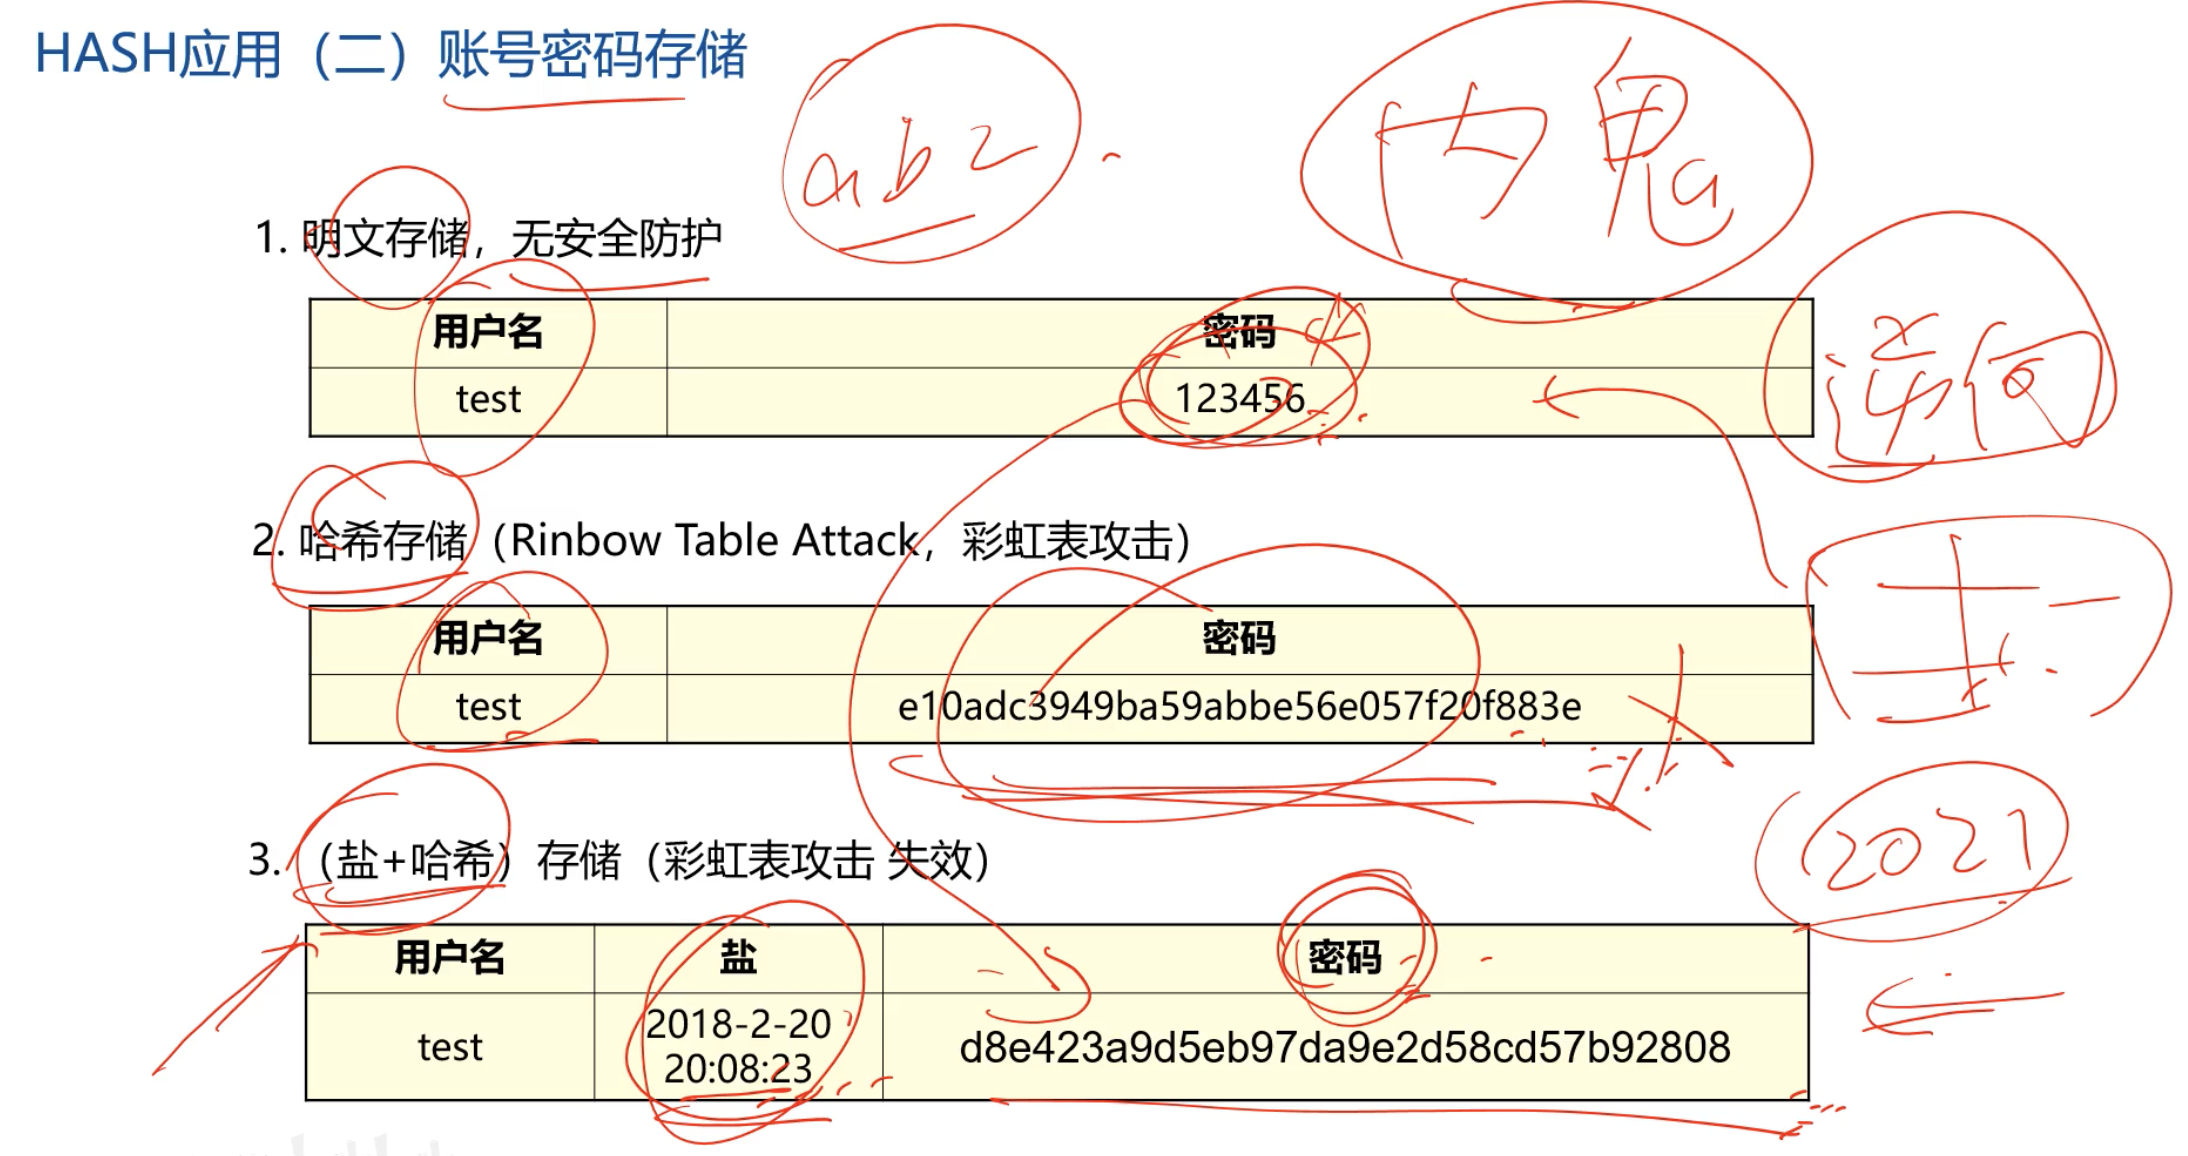 HASH应用（二）账号密码存储
ab2
内鬼
1. 明文存储，无安全防护
用户名 密码
test 123456
逆向
2. 哈希存储（Rinbow Table Attack，彩虹表攻击）
用户名 密码
test e10adc3949ba59abbe56e057f20f883e
3.（盐+哈希）存储（彩虹表攻击 失效）
2021
用户名 盐 密码
test 2018-2-20 20:08:23 d8e423a9d5eb97da9e2d58cd57b92808